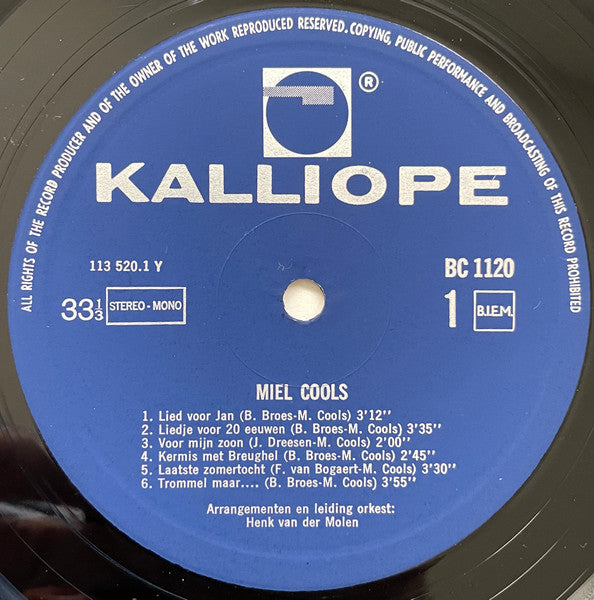 ALL RIGHTS OF THE RECORD PRODUCER AND OF THE OWNER OF THE WORK REPRODUCED RESERVED. COPYING, PUBLIC PERFORMANCE AND BROADCASTING OF THIS RECORD PROHIBITED
®
KALLIOPE
113 520.1 Y
BC 1120
33⅓ STEREO - MONO
1 B.I.E.M.
MIEL COOLS
1. Lied voor Jan (B. Broes-M. Cools) 3'12''
2. Liedje voor 20 eeuwen (B. Broes-M. Cools) 3'35''
3. Voor mijn zoon (J. Dreesen-M. Cools) 2'00''
4. Kermis met Breughel (B. Broes-M. Cools) 2'45''
5. Laatste zomertocht (F. van Bogaert-M. Cools) 3'30''
6. Trommel maar.... (B. Broes-M. Cools) 3'55''
Arrangementen en leiding orkest:
Henk van der Molen